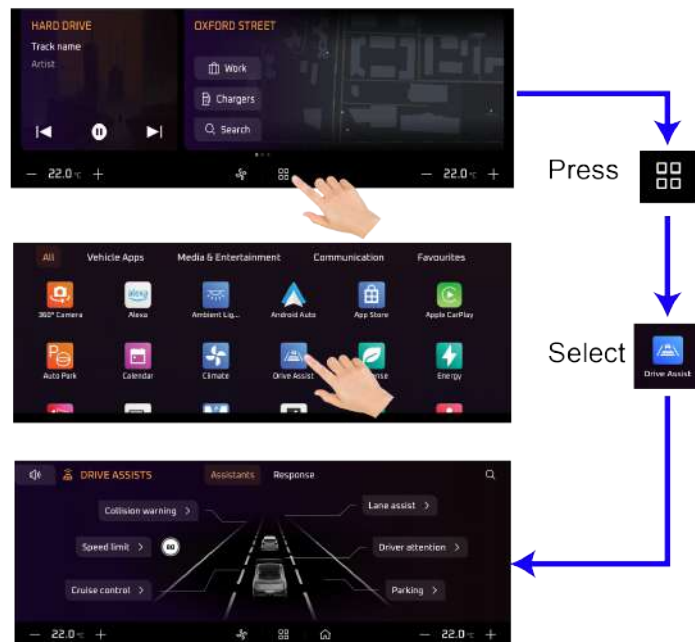 HARD DRIVE
Track name
Artist
OXFORD STREET
Work
Chargers
Search
— 22.0 °C +
— 22.0 °C +
Press
All Vehicle Apps Media & Entertainment Communication Favourites
360° Camera Alexa Ambient Lig... Android Auto App Store Apple CarPlay
Auto Park Calendar Climate Drive Assist nse Energy
Select
Drive Assist
DRIVE ASSISTS Assistants Response
Collision warning >
Lane assist >
Speed limit >
Driver attention >
Cruise control >
Parking >
— 22.0 °C +
— 22.0 °C +